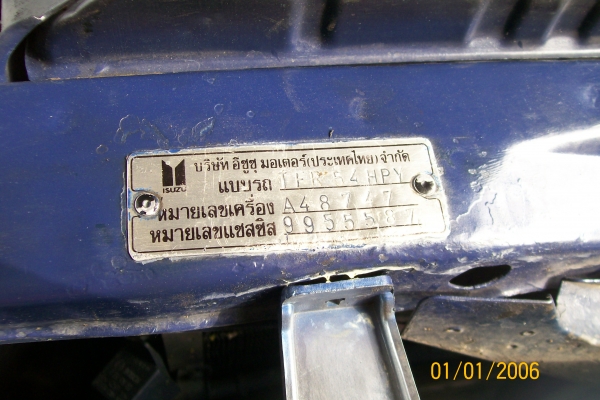 บริษัท อีซูซุ มอเตอร์(ประเทศไทย)จำกัด
ISUZU
แบบรถ TFR54HPY
หมายเลขเครื่อง A48747
หมายเลขแชสซีส 9955587
01/01/2006